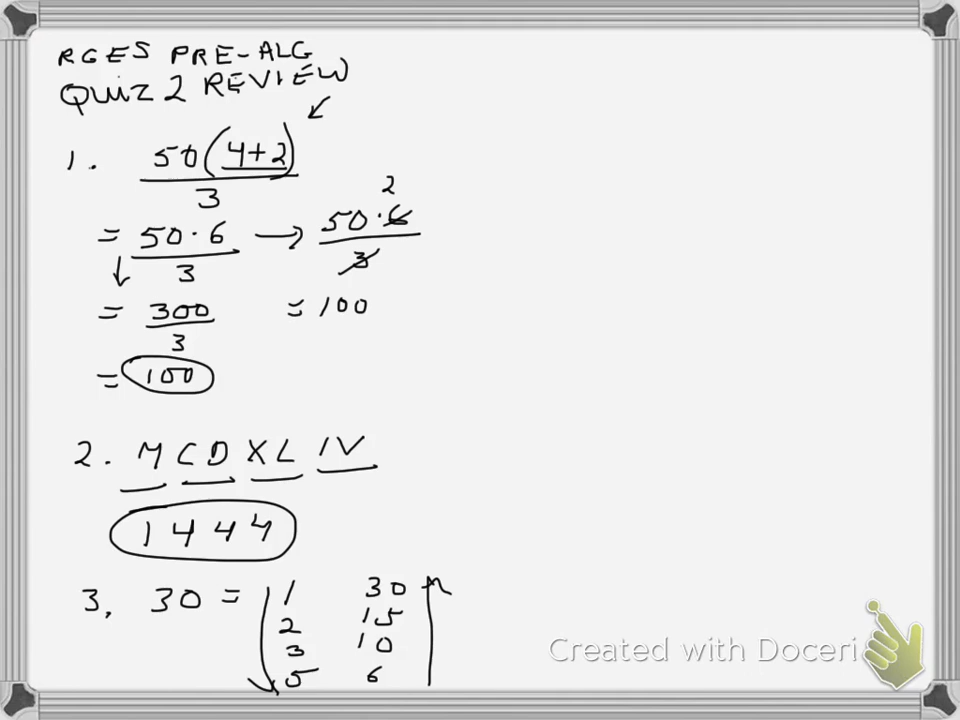 RGES PRE-ALG
QUIZ 2 REVIEW
1. 50(4+2)
3
2
= 50·6 → 50·6
3 3
= 300 = 100
3
= 100
2. M CD XL IV
1 4 4 4
3, 30 = 1 30
2 15
3 10
5 6
Created with Doceri